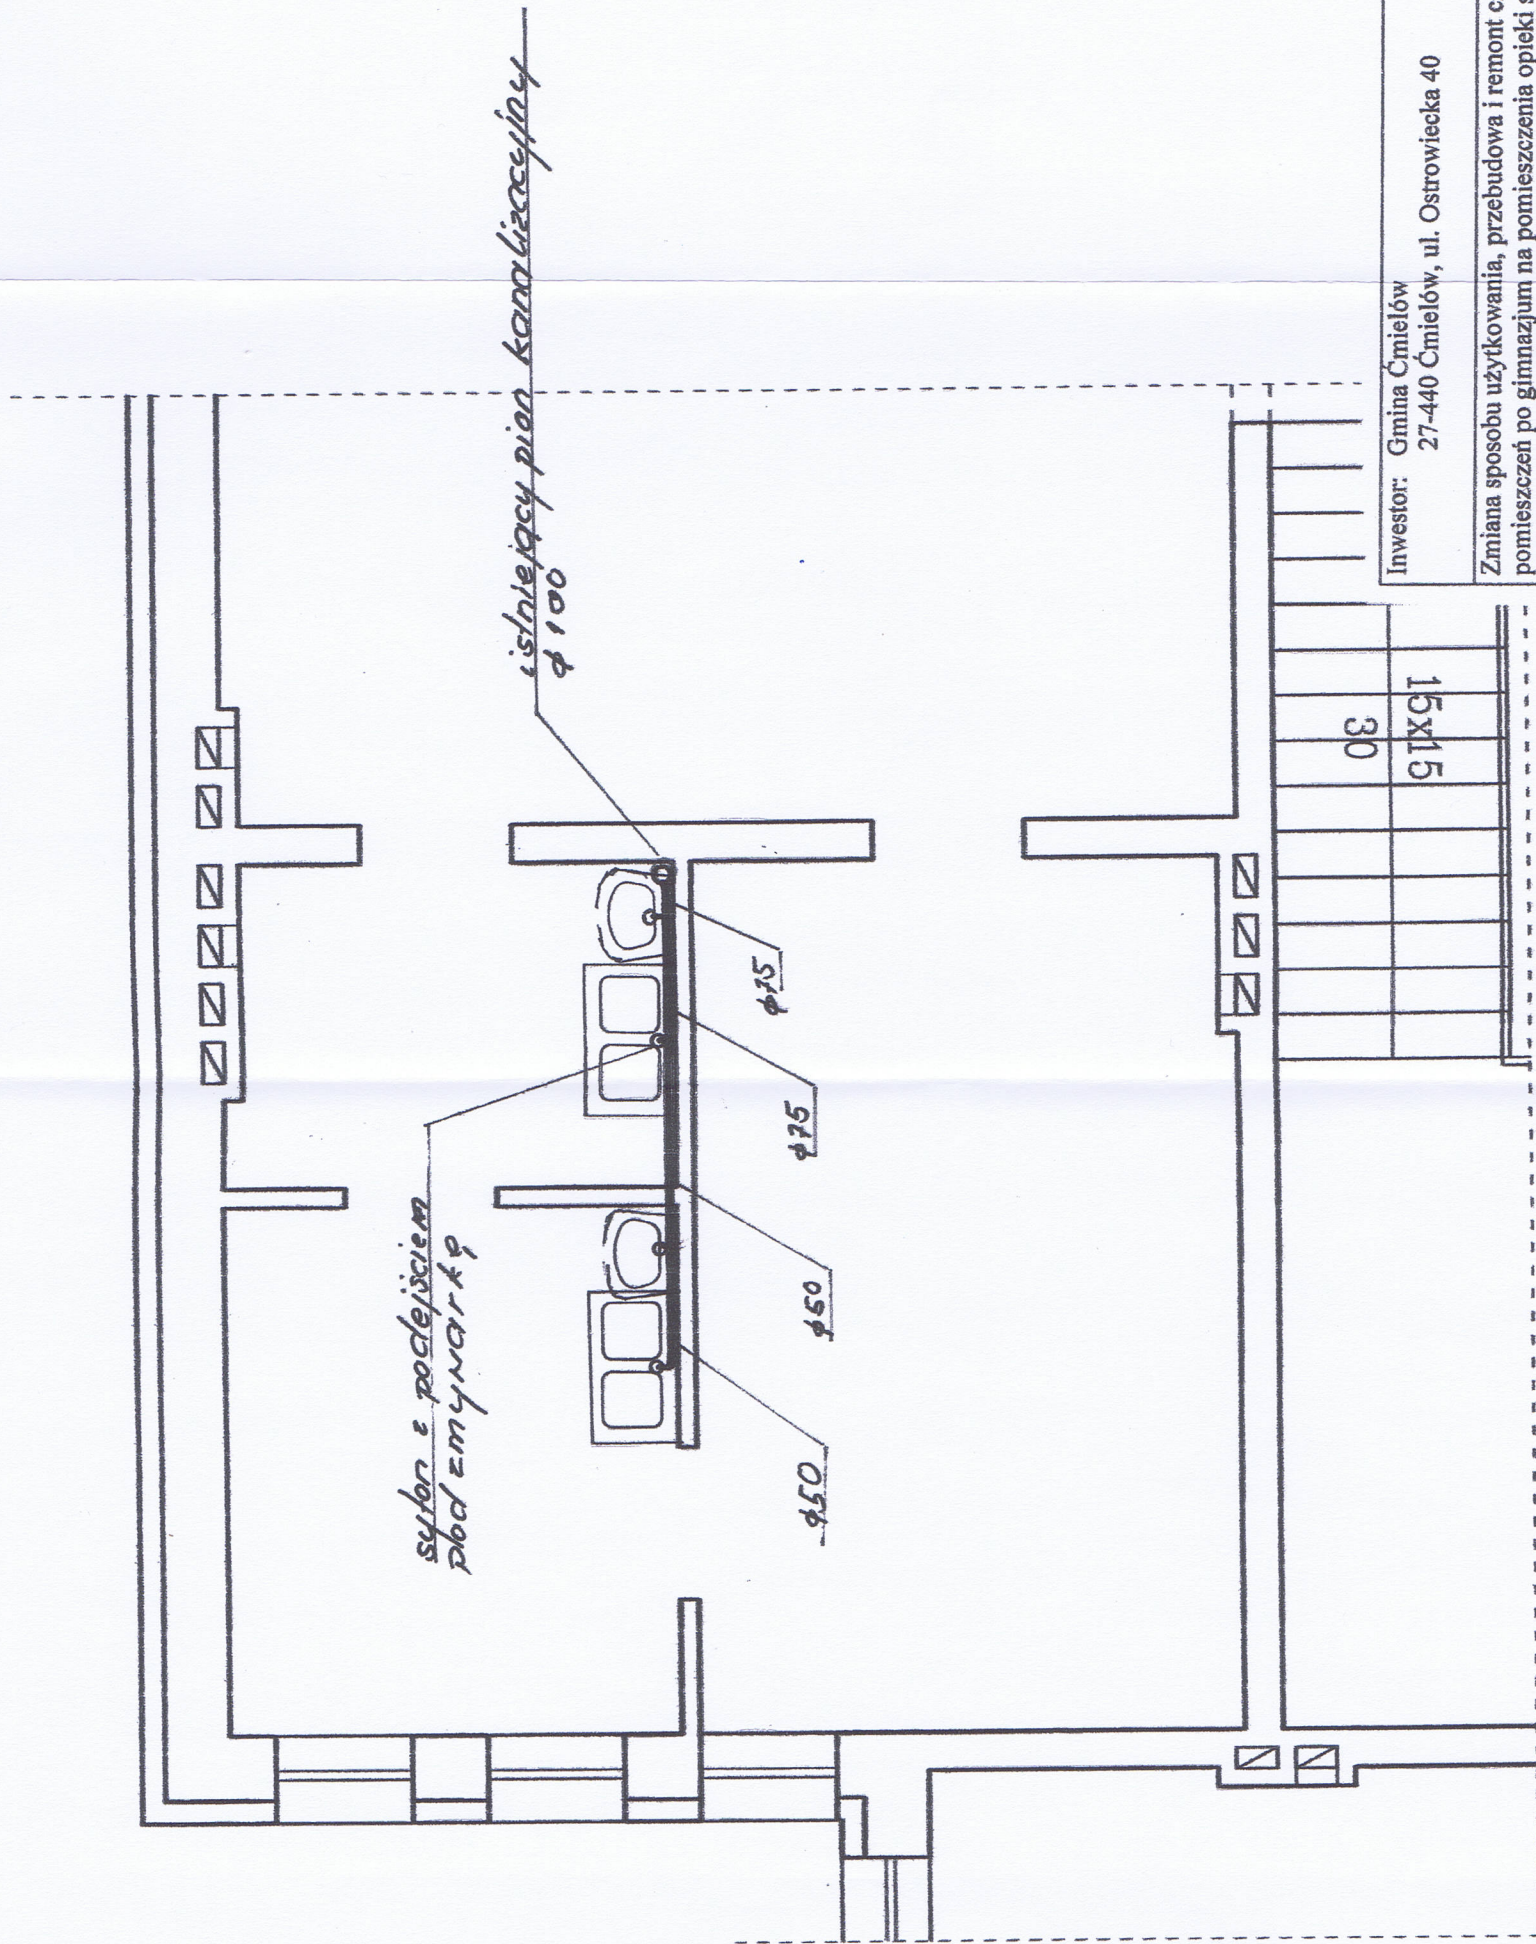 istniejący pion kanalizacyjny
ϕ 100
syfon z podejściem
pod zmywarkę
ϕ75
ϕ75
ϕ50
ϕ50
15x15
30
Inwestor: Gmina Ćmielów
27-440 Ćmielów, ul. Ostrowiecka 40
Zmiana sposobu użytkowania, przebudowa i remont
pomieszczeń po gimnazjum na pomieszczenia opieki